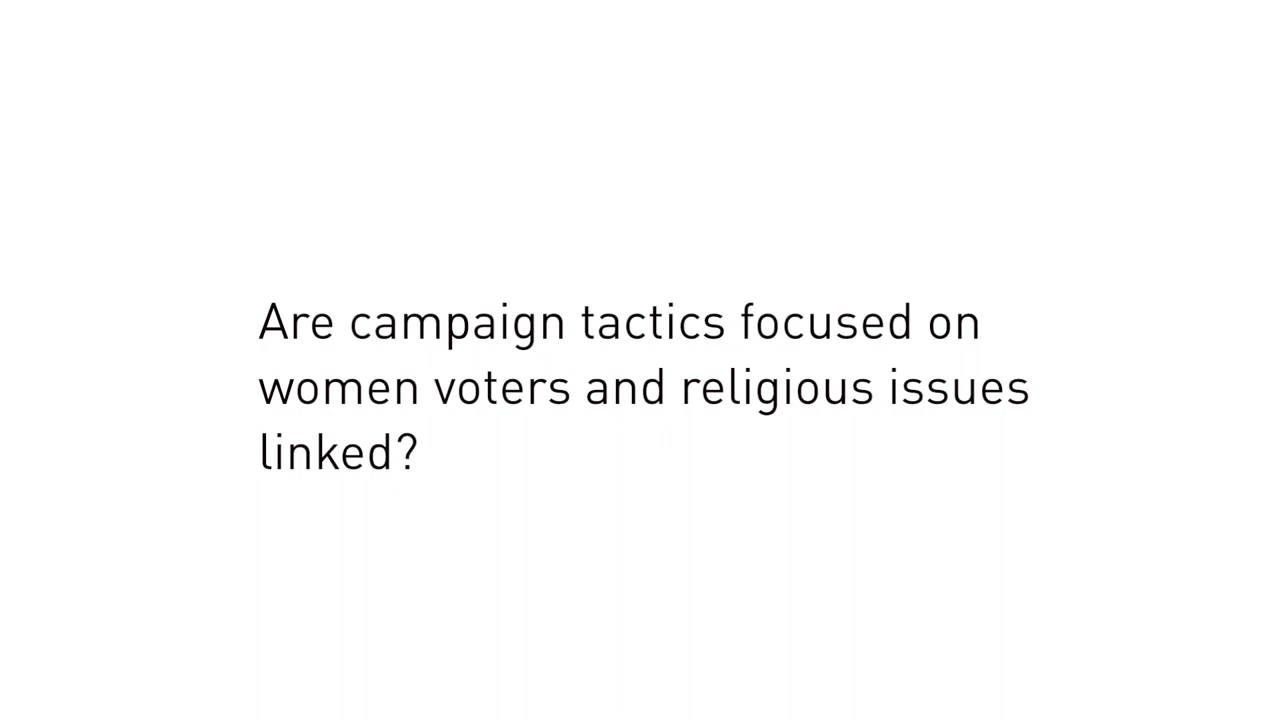 Are campaign tactics focused on
women voters and religious issues
linked?